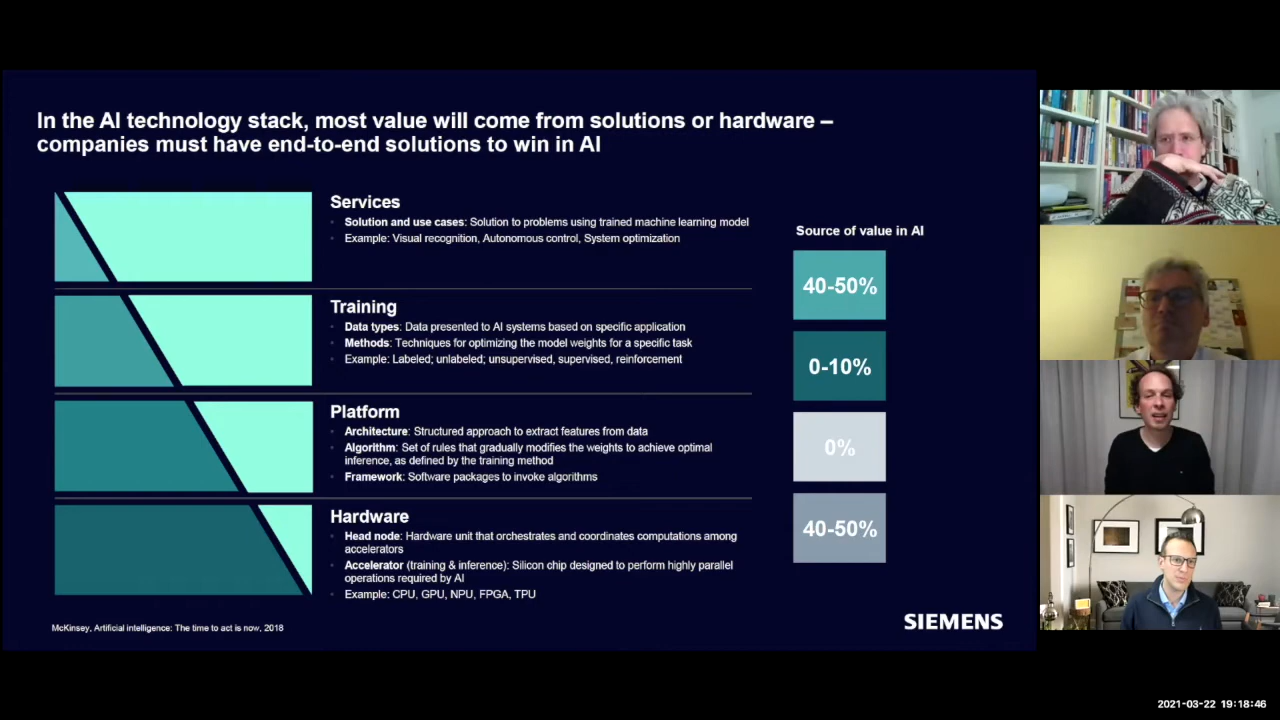 In the AI technology stack, most value will come from solutions or hardware –
companies must have end-to-end solutions to win in AI
Services
Solution and use cases: Solution to problems using trained machine learning model
Example: Visual recognition, Autonomous control, System optimization
Training
Data types: Data presented to AI systems based on specific application
Methods: Techniques for optimizing the model weights for a specific task
Example: Labeled; unlabeled; unsupervised, supervised, reinforcement
Platform
Architecture: Structured approach to extract features from data
Algorithm: Set of rules that gradually modifies the weights to achieve optimal
inference, as defined by the training method
Framework: Software packages to invoke algorithms
Hardware
Head node: Hardware unit that orchestrates and coordinates computations among
accelerators
Accelerator (training & inference): Silicon chip designed to perform highly parallel
operations required by AI
Example: CPU, GPU, NPU, FPGA, TPU
Source of value in AI
40-50%
0-10%
0%
40-50%
McKinsey, Artificial intelligence: The time to act is now, 2018
SIEMENS
2021-03-22 19:18:46